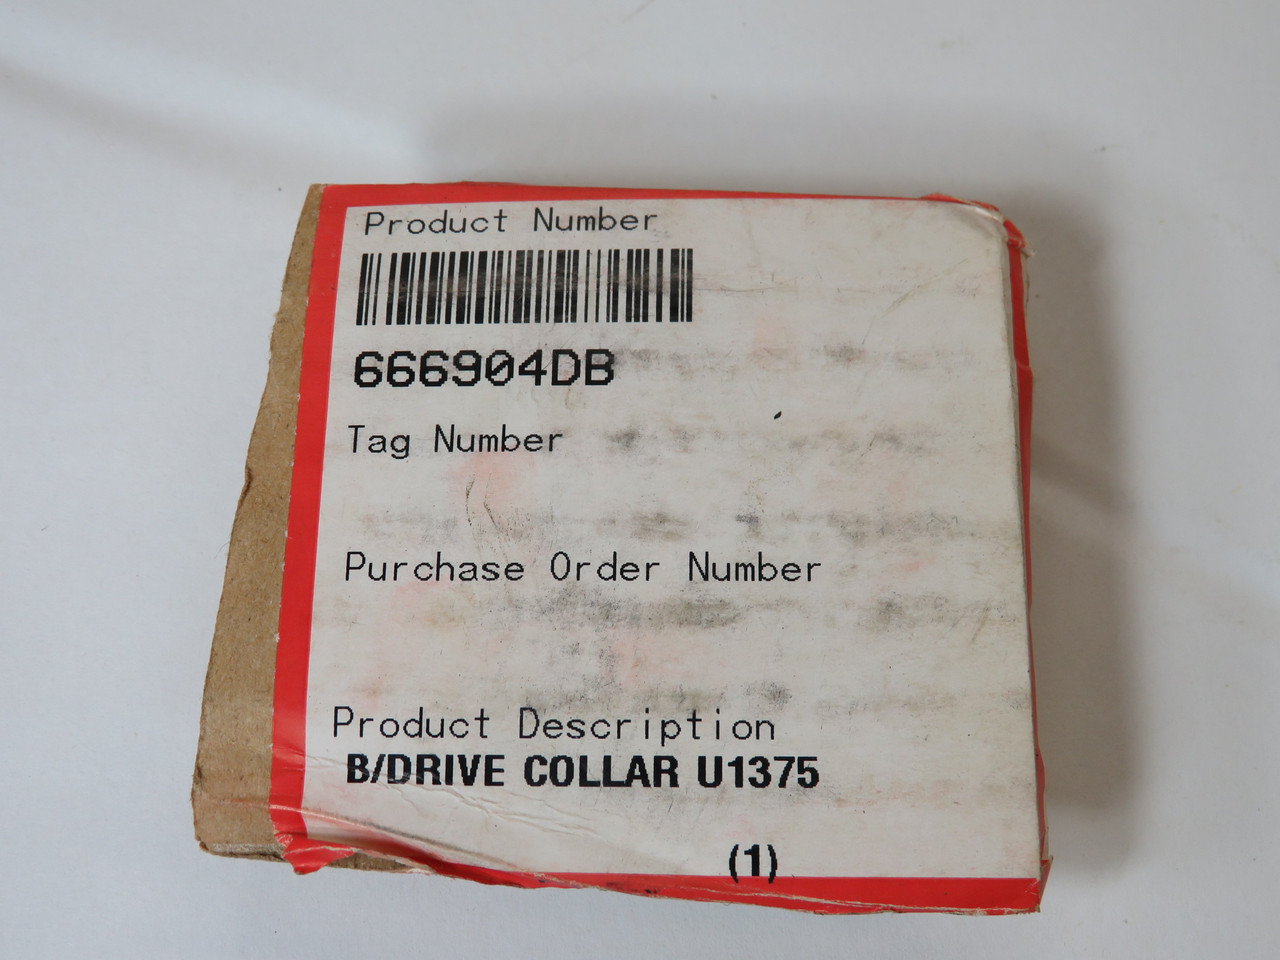 Product Number
666904DB
Tag Number
Purchase Order Number
Product Description
B/DRIVE COLLAR U1375
(1)